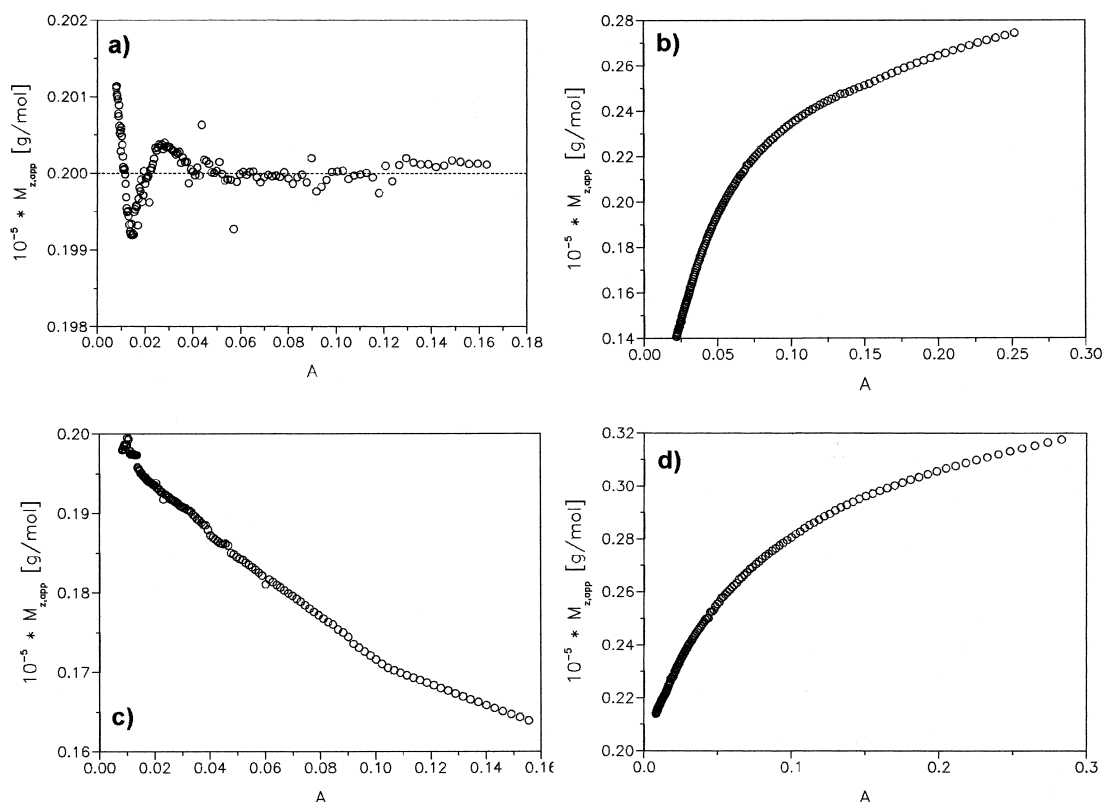 a)
10⁻⁵ * M_z,app [g/mol]
0.202
0.201
0.200
0.199
0.198
0.00 0.02 0.04 0.06 0.08 0.10 0.12 0.14 0.16 0.18
A
b)
10⁻⁵ * M_z,app [g/mol]
0.28
0.26
0.24
0.22
0.20
0.18
0.16
0.14
0.00 0.05 0.10 0.15 0.20 0.25 0.30
A
c)
10⁻⁵ * M_z,app [g/mol]
0.20
0.19
0.18
0.17
0.16
0.00 0.02 0.04 0.06 0.08 0.10 0.12 0.14 0.16
A
d)
10⁻⁵ * M_z,app [g/mol]
0.32
0.30
0.28
0.26
0.24
0.22
0.20
0.0 0.1 0.2 0.3
A